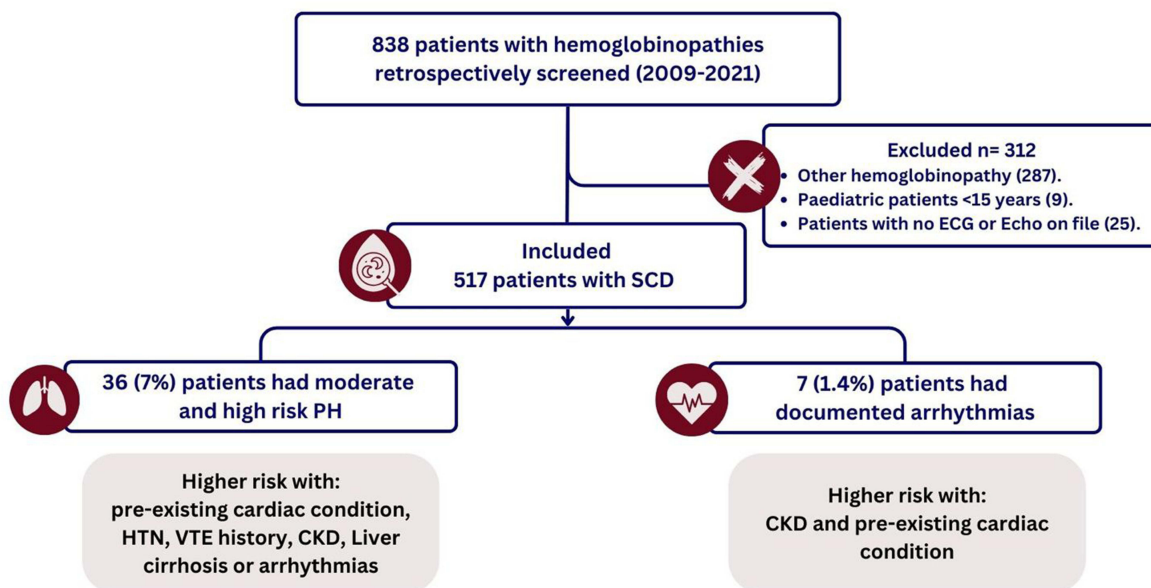 838 patients with hemoglobinopathies
retrospectively screened (2009-2021)
Excluded n= 312
• Other hemoglobinopathy (287).
• Paediatric patients <15 years (9).
• Patients with no ECG or Echo on file (25).
Included
517 patients with SCD
36 (7%) patients had moderate
and high risk PH
7 (1.4%) patients had
documented arrhythmias
Higher risk with:
pre-existing cardiac condition,
HTN, VTE history, CKD, Liver
cirrhosis or arrhythmias
Higher risk with:
CKD and pre-existing cardiac
condition